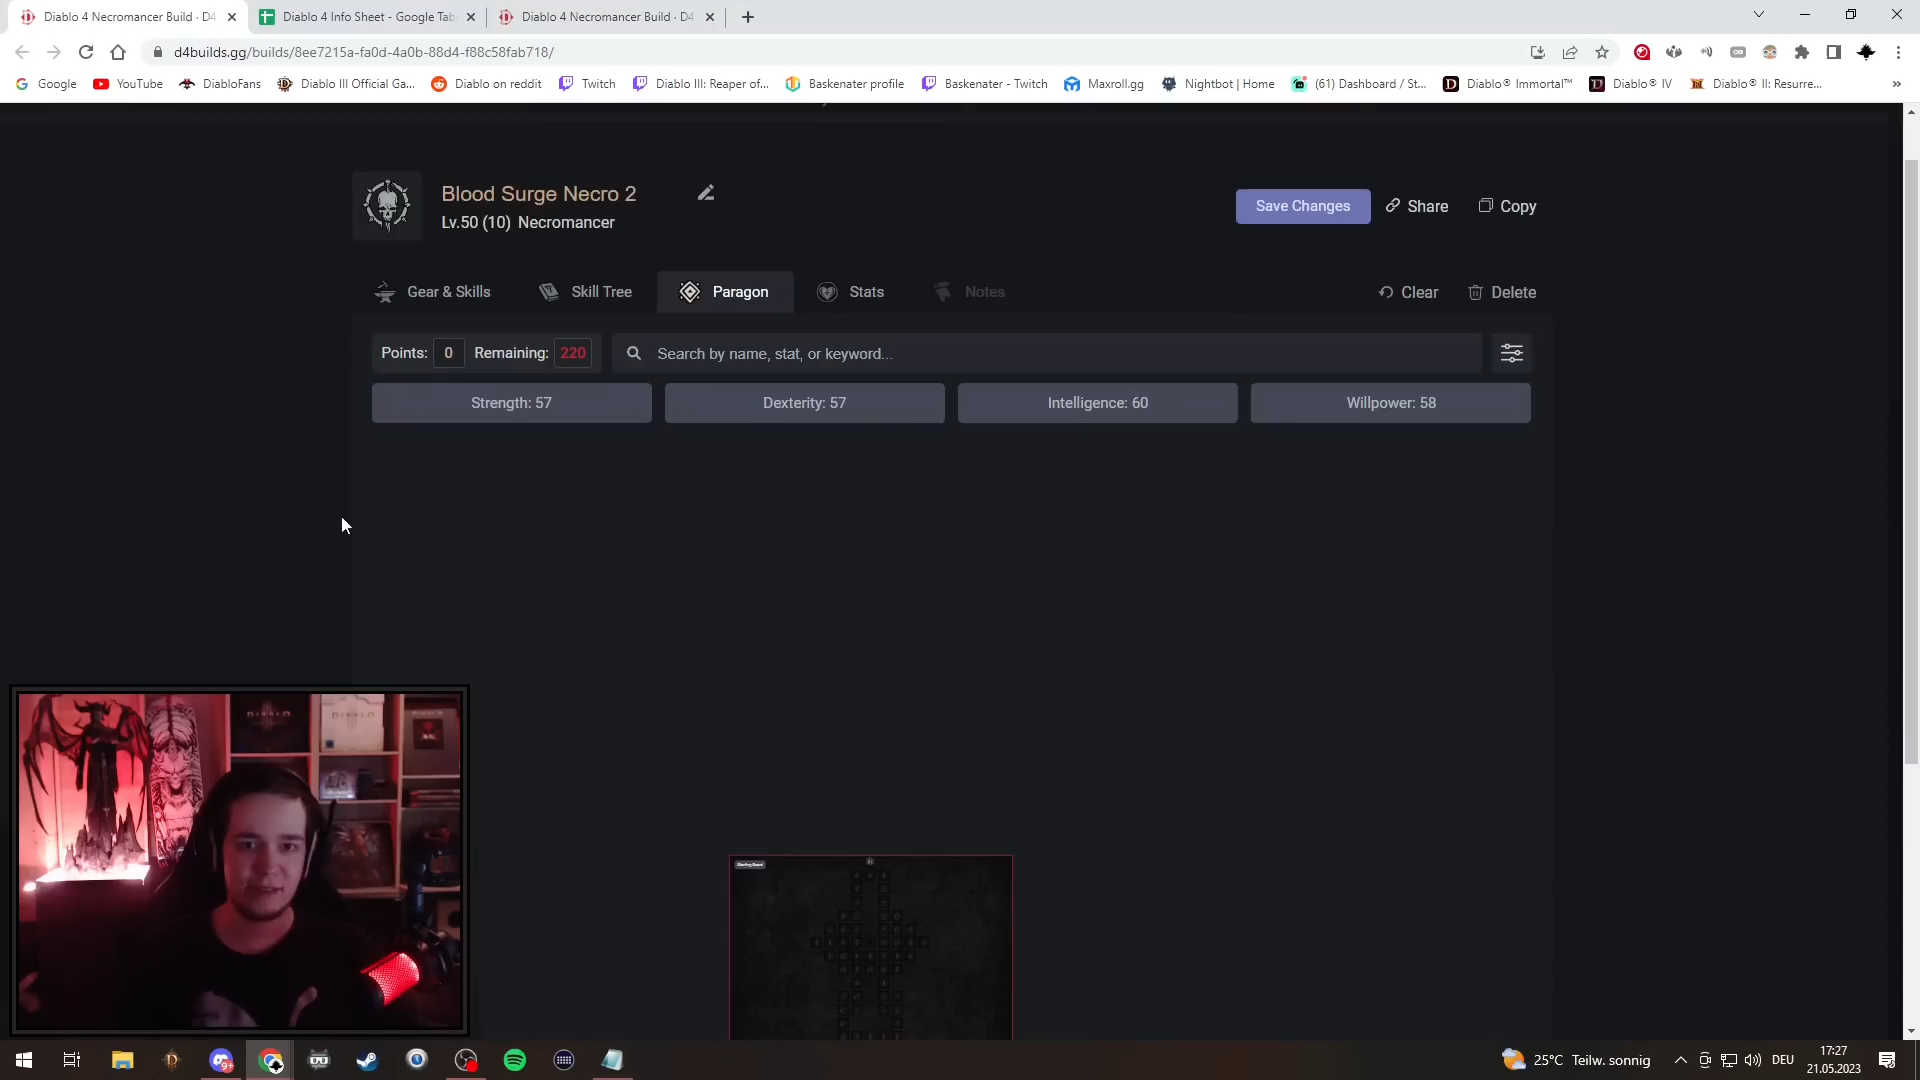 Diablo 4 Necromancer Build · D4
Diablo 4 Info Sheet - Google Tab
Diablo 4 Necromancer Build · D4
d4builds.gg/builds/8ee7215a-fa0d-4a0b-88d4-f88c58fab718/
Google
YouTube
DiabloFans
Diablo III Official Ga...
Diablo on reddit
Twitch
Diablo III: Reaper of...
Baskenater profile
Baskenater - Twitch
Maxroll.gg
Nightbot | Home
(61) Dashboard / St...
Diablo® Immortal™
Diablo® IV
Diablo® II: Resurre...
»
Blood Surge Necro 2
Lv.50 (10) Necromancer
Save Changes
Share
Copy
Gear & Skills
Skill Tree
Paragon
Stats
Notes
Clear
Delete
Points: 0 Remaining: 220
Search by name, stat, or keyword...
Strength: 57
Dexterity: 57
Intelligence: 60
Willpower: 58
Starting Board
DIABLO
DIABLO
9+
25°C Teilw. sonnig
DEU
17:27
21.05.2023